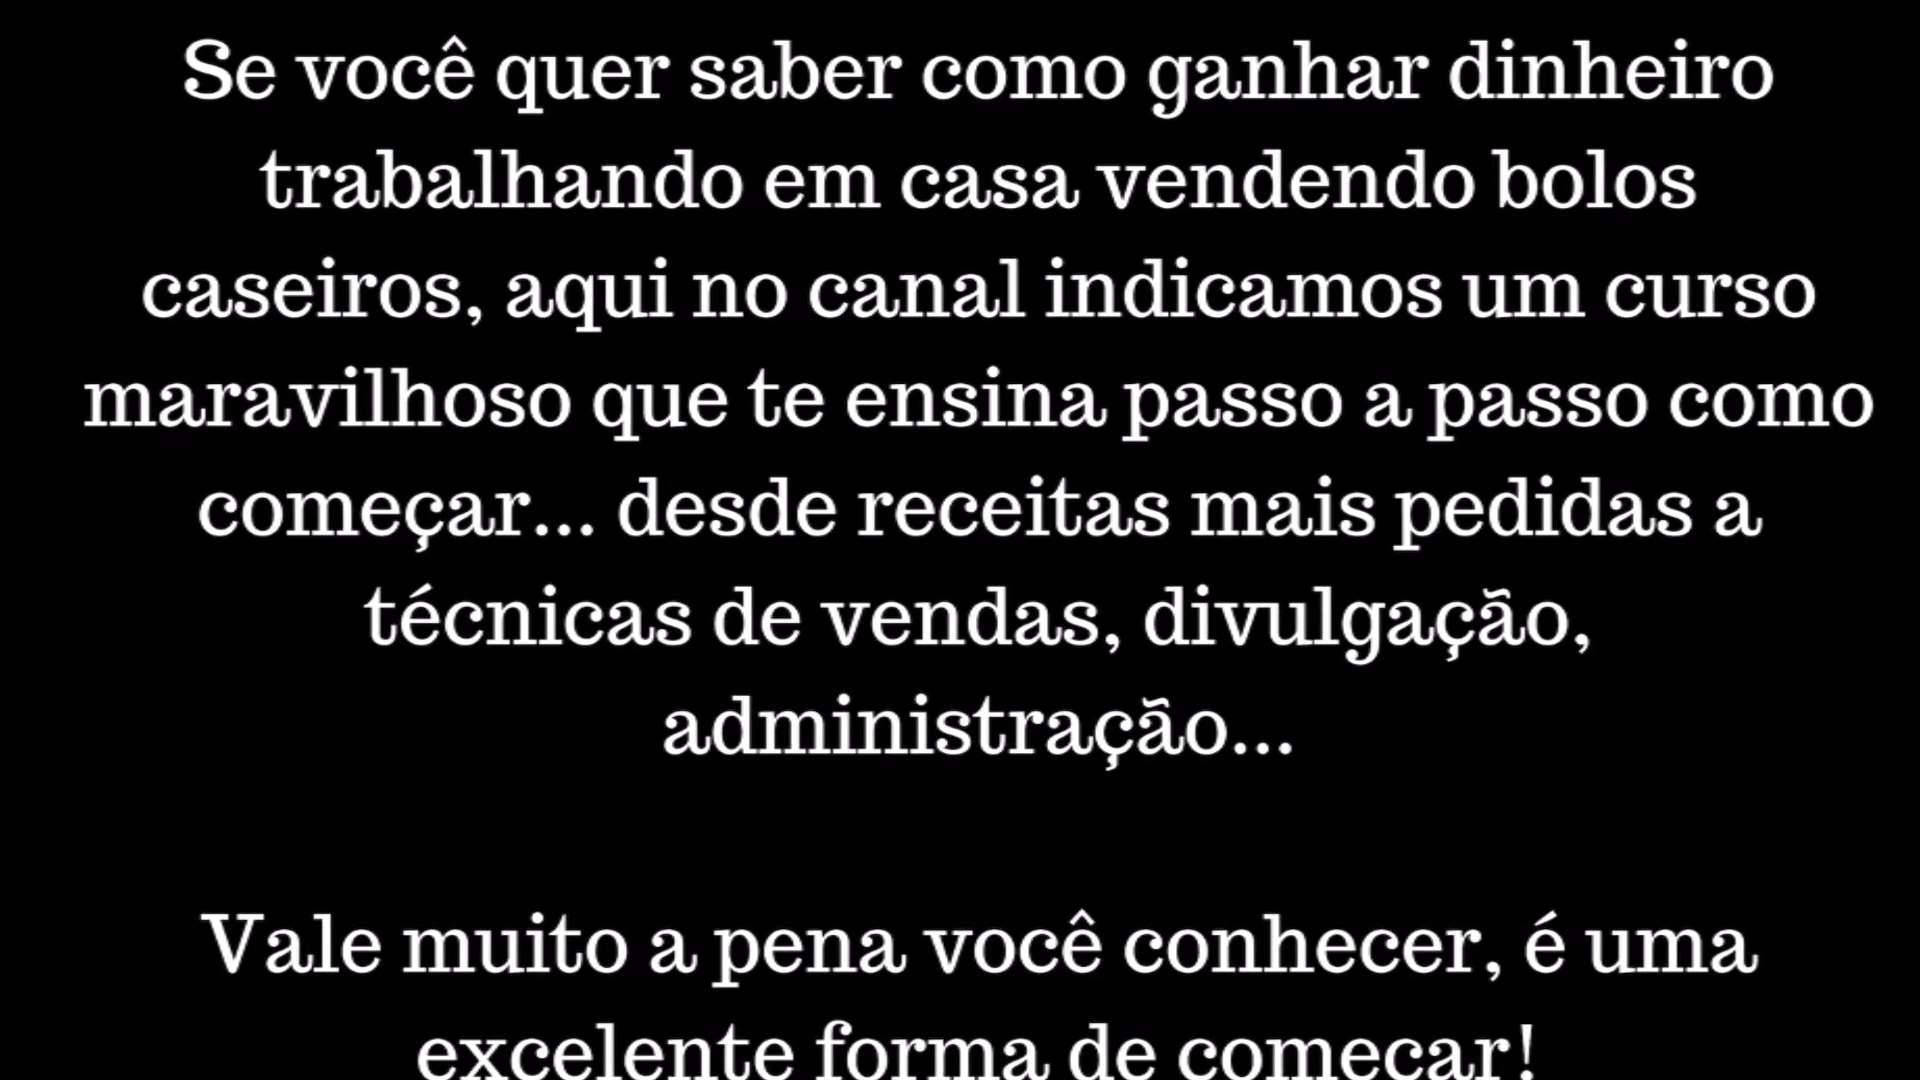 Se você quer saber como ganhar dinheiro
trabalhando em casa vendendo bolos
caseiros, aqui no canal indicamos um curso
maravilhoso que te ensina passo a passo como
começar... desde receitas mais pedidas a
técnicas de vendas, divulgação,
administração...
Vale muito a pena você conhecer, é uma
excelente forma de começar!